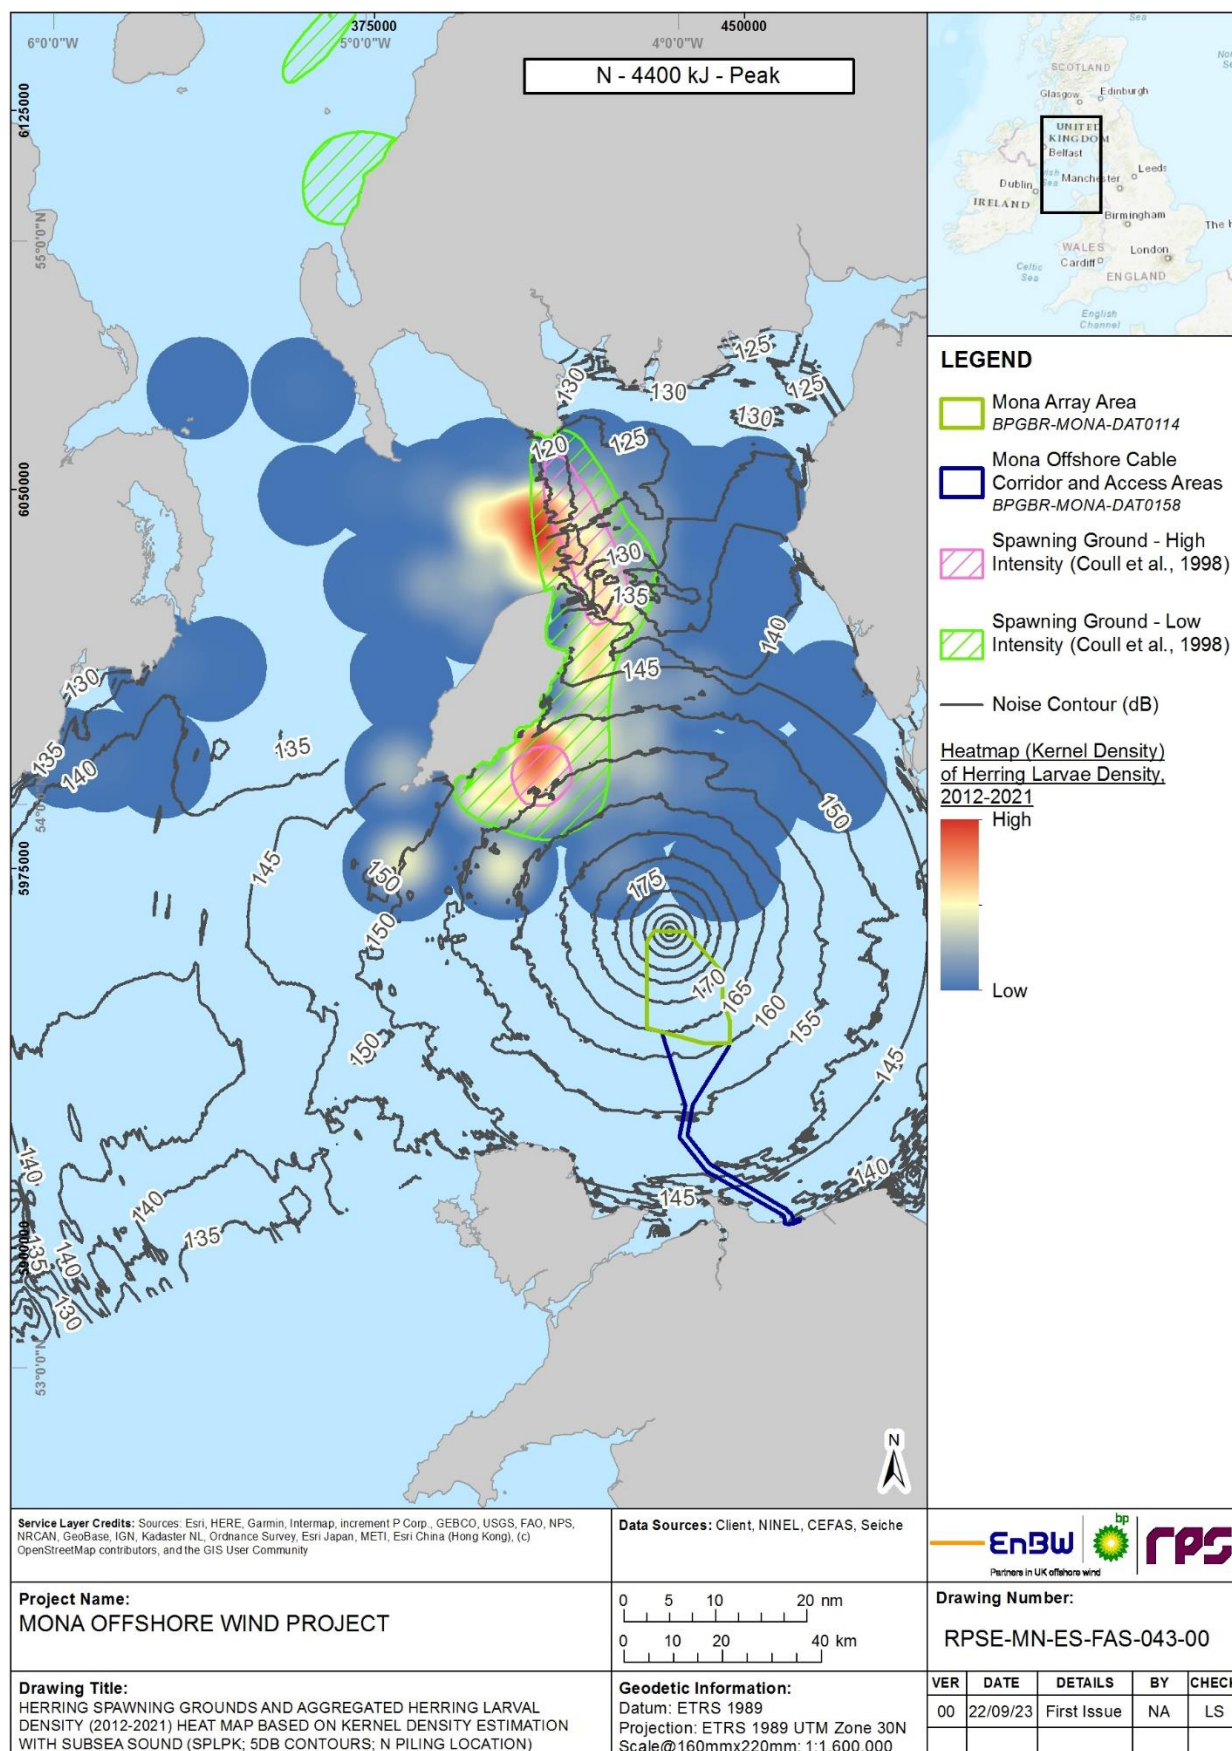 375000
450000
6°0'0"W
5°0'0"W
4°0'0"W
N - 4400 kJ - Peak
6125000
55°0'0"N
6050000
54°0'0"N
5975000
5900000
53°0'0"N
125
130
130
125
130
120
125
130
135
140
145
130
135
140
135
145
150
150
150
175
150
170
165
160
155
145
140
145
140
140
135
135
140
130
N
Sea
SCOTLAND
Glasgow
Edinburgh
UNITED
KINGDOM
Belfast
Leeds
Manchester
Dublin
Sea
IRELAND
Birmingham
The
WALES
London
Cardiff
Celtic
Sea
ENGLAND
English
Channel
LEGEND
Mona Array Area
BPGBR-MONA-DAT0114
Mona Offshore Cable
Corridor and Access Areas
BPGBR-MONA-DAT0158
Spawning Ground - High
Intensity (Coull et al., 1998)
Spawning Ground - Low
Intensity (Coull et al., 1998)
Noise Contour (dB)
Heatmap (Kernel Density)
of Herring Larvae Density,
2012-2021
High
Low
Service Layer Credits: Sources: Esri, HERE, Garmin, Intermap, increment P Corp., GEBCO, USGS, FAO, NPS,
NRCAN, GeoBase, IGN, Kadaster NL, Ordnance Survey, Esri Japan, METI, Esri China (Hong Kong), (c)
OpenStreetMap contributors, and the GIS User Community
Data Sources: Client, NINEL, CEFAS, Seiche
EnBW
bp
rps
Partners in UK offshore wind
Project Name:
MONA OFFSHORE WIND PROJECT
0 5 10 20 nm
0 10 20 40 km
Drawing Number:
RPSE-MN-ES-FAS-043-00
Drawing Title:
HERRING SPAWNING GROUNDS AND AGGREGATED HERRING LARVAL
DENSITY (2012-2021) HEAT MAP BASED ON KERNEL DENSITY ESTIMATION
WITH SUBSEA SOUND (SPLPK; 5DB CONTOURS; N PILING LOCATION)
Geodetic Information:
Datum: ETRS 1989
Projection: ETRS 1989 UTM Zone 30N
Scale@160mmx220mm: 1:1,600,000
VER DATE DETAILS BY CHECK
00 22/09/23 First Issue NA LS